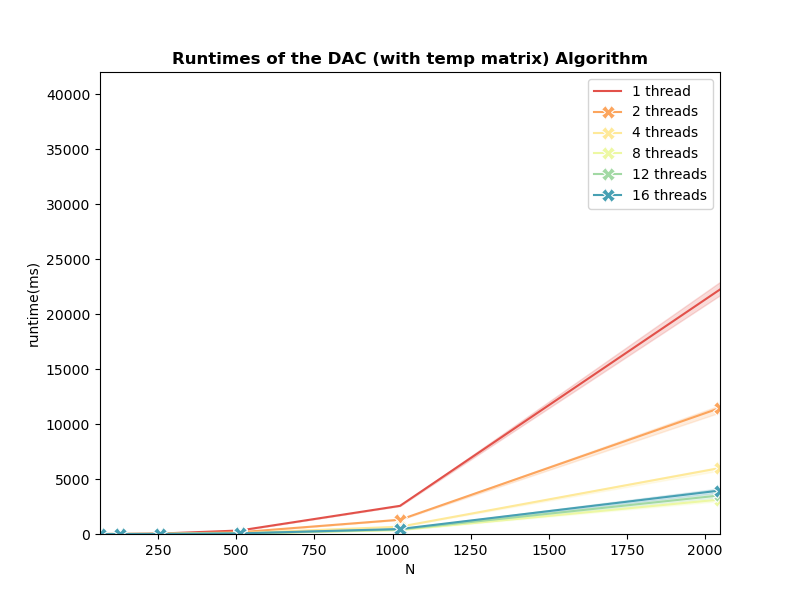 Runtimes of the DAC (with temp matrix) Algorithm
1 thread
2 threads
4 threads
8 threads
12 threads
16 threads
runtime(ms)
40000
35000
30000
25000
20000
15000
10000
5000
0
250 500 750 1000 1250 1500 1750 2000
N